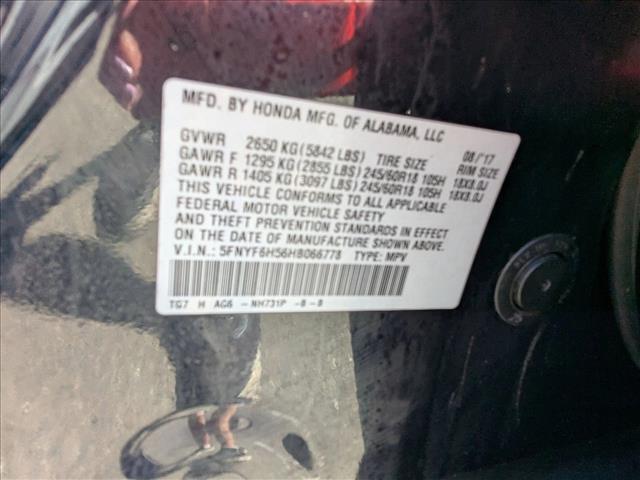 MFD. BY HONDA MFG. OF ALABAMA, LLC
08/'17
GVWR 2650 KG (5842 LBS) TIRE SIZE RIM SIZE
GAWR F 1295 KG (2855 LBS) 245/60R18 105H 18X8.0J
GAWR R 1405 KG (3097 LBS) 245/60R18 105H 18X8.0J
THIS VEHICLE CONFORMS TO ALL APPLICABLE
FEDERAL MOTOR VEHICLE SAFETY
AND THEFT PREVENTION STANDARDS IN EFFECT
ON THE DATE OF MANUFACTURE SHOWN ABOVE.
V.I.N.: 5FNYF6H56HB066778 TYPE: MPV
TG7 H AG6 -NH731P -B-B